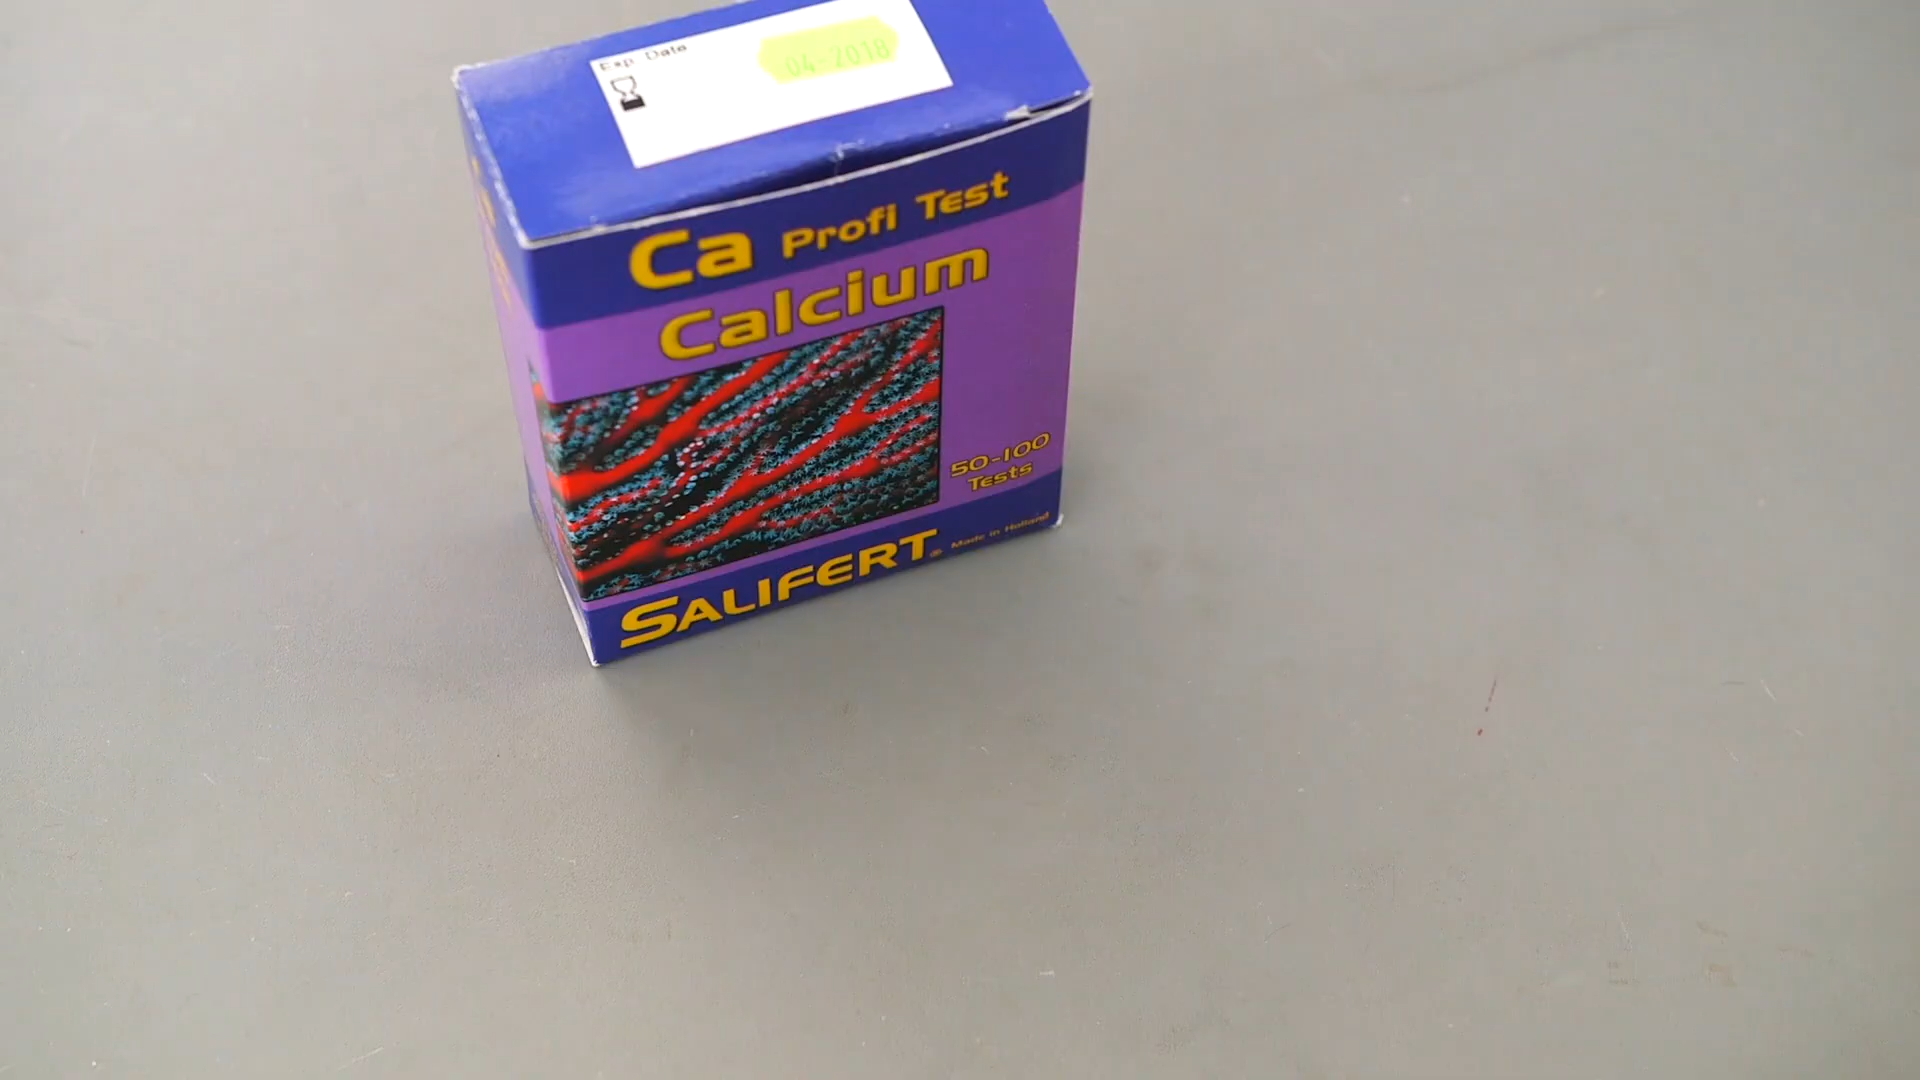 Exp Date
04-2018
Ca Profi Test
Calcium
50-100
Tests
SALIFERT® Made in Holland